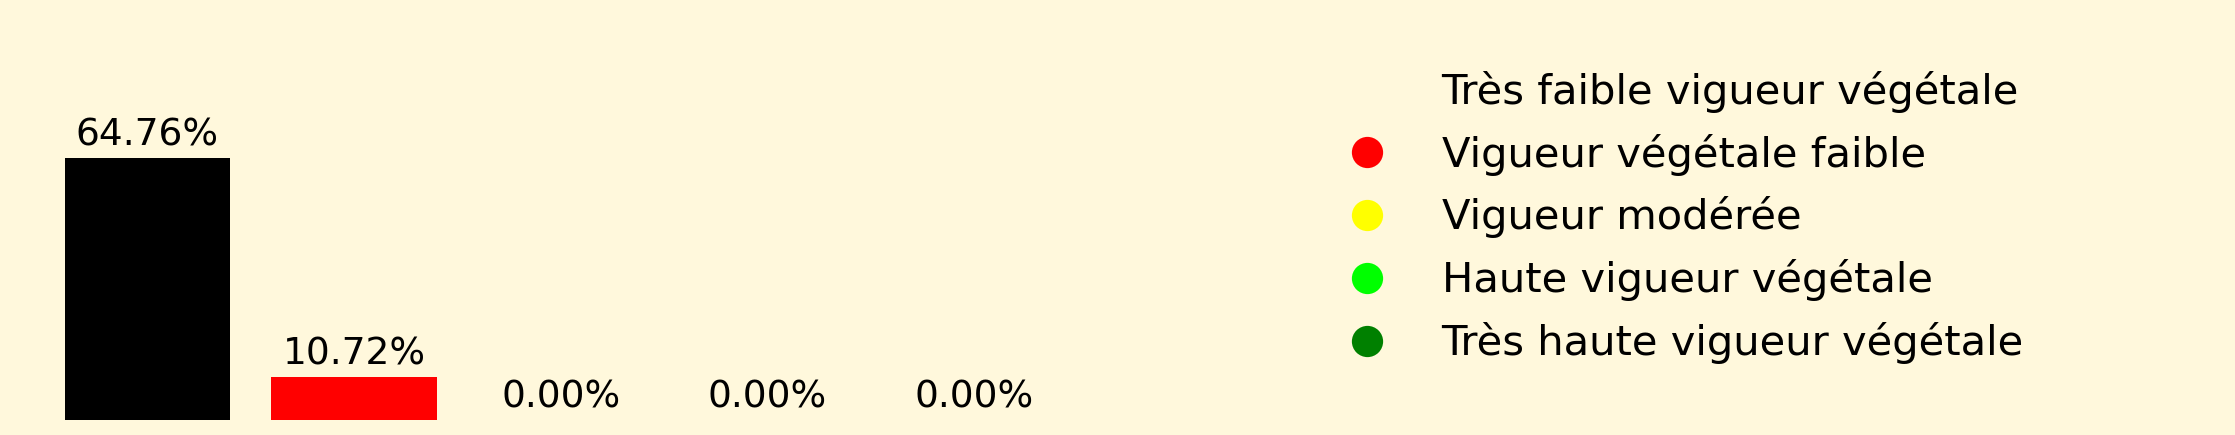 64.76%
10.72%
0.00%
0.00%
0.00%
Très faible vigueur végétale
Vigueur végétale faible
Vigueur modérée
Haute vigueur végétale
Très haute vigueur végétale